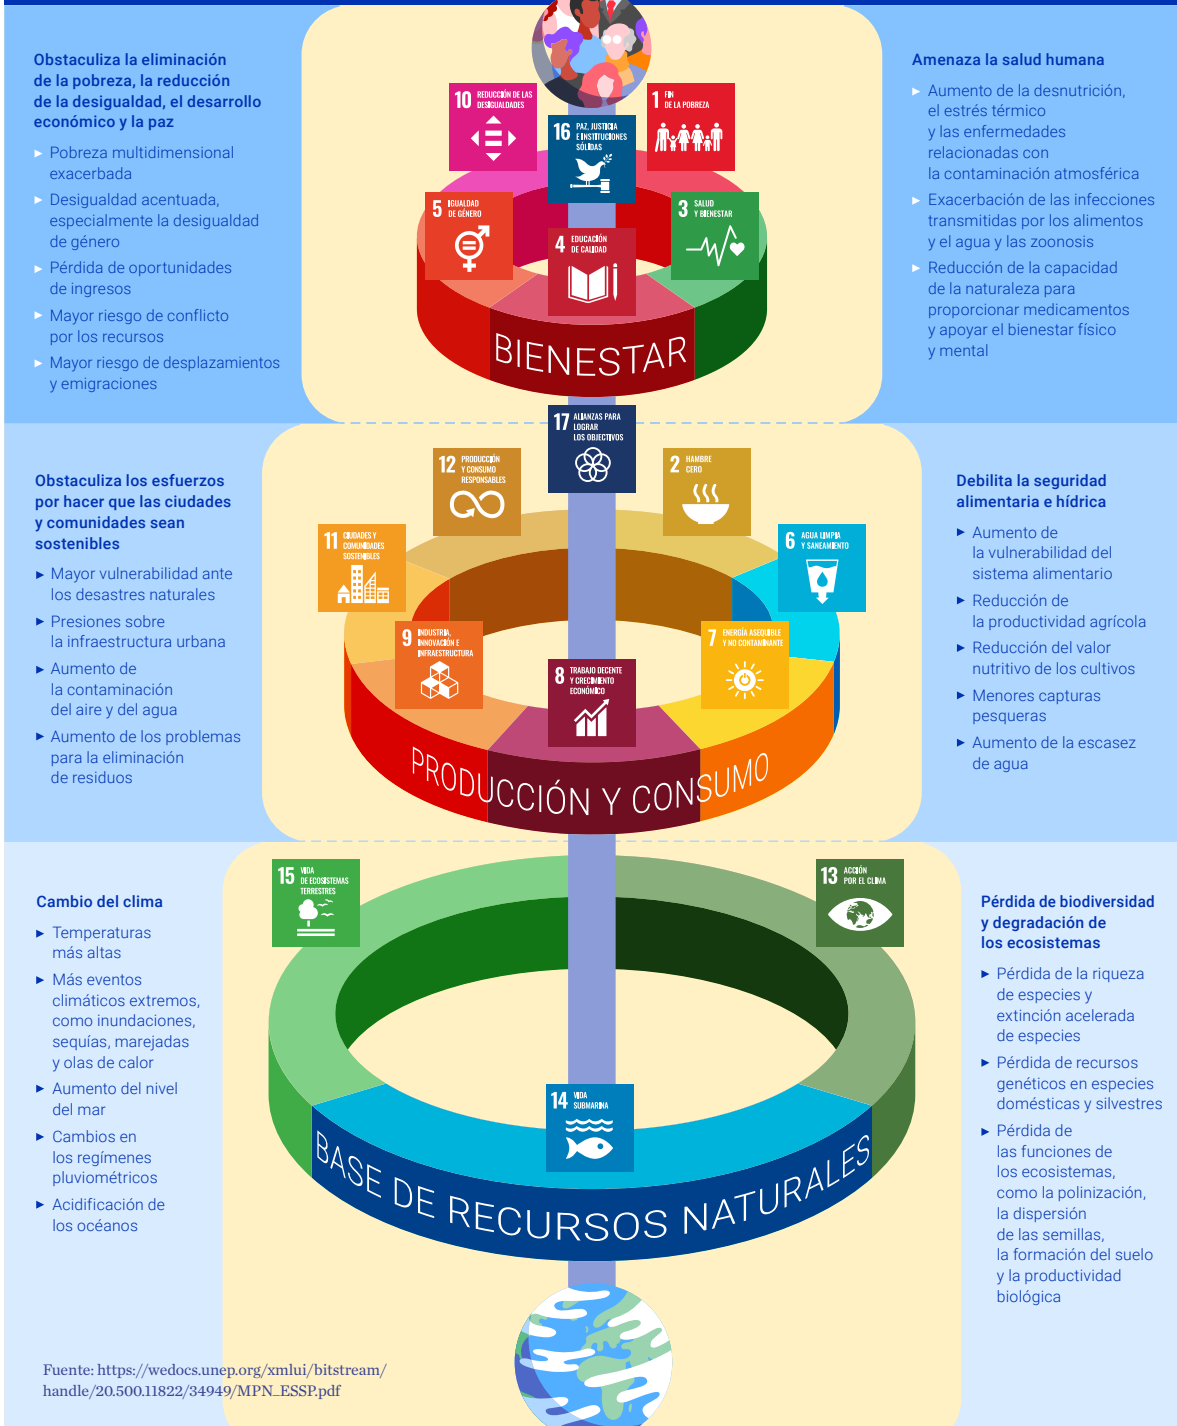 Obstaculiza la eliminación
de la pobreza, la reducción
de la desigualdad, el desarrollo
económico y la paz
▶ Pobreza multidimensional
exacerbada
▶ Desigualdad acentuada,
especialmente la desigualdad
de género
▶ Pérdida de oportunidades
de ingresos
▶ Mayor riesgo de conflicto
por los recursos
▶ Mayor riesgo de desplazamientos
y emigraciones
10 REDUCCIÓN DE LAS
DESIGUALDADES
16 PAZ, JUSTICIA
E INSTITUCIONES
SÓLIDAS
1 FIN
DE LA POBREZA
5 IGUALDAD
DE GÉNERO
4 EDUCACIÓN
DE CALIDAD
3 SALUD
Y BIENESTAR
BIENESTAR
Amenaza la salud humana
▶ Aumento de la desnutrición,
el estrés térmico
y las enfermedades
relacionadas con
la contaminación atmosférica
▶ Exacerbación de las infecciones
transmitidas por los alimentos
y el agua y las zoonosis
▶ Reducción de la capacidad
de la naturaleza para
proporcionar medicamentos
y apoyar el bienestar físico
y mental
17 ALIANZAS PARA
LOGRAR
LOS OBJECTIVOS
Obstaculiza los esfuerzos
por hacer que las ciudades
y comunidades sean
sostenibles
▶ Mayor vulnerabilidad ante
los desastres naturales
▶ Presiones sobre
la infraestructura urbana
▶ Aumento de
la contaminación
del aire y del agua
▶ Aumento de los problemas
para la eliminación
de residuos
12 PRODUCCIÓN
Y CONSUMO
RESPONSABLES
2 HAMBRE
CERO
11 CIUDADES Y
COMUNIDADES
SOSTENIBLES
6 AGUA LIMPIA
Y SANEAMIENTO
9 INDUSTRIA,
INNOVACIÓN E
INFRAESTRUCTURA
8 TRABAJO DECENTE
Y CRECIMIENTO
ECONÓMICO
7 ENERGÍA ASEQUIBLE
Y NO CONTAMINANTE
PRODUCCIÓN Y CONSUMO
Debilita la seguridad
alimentaria e hídrica
▶ Aumento de
la vulnerabilidad del
sistema alimentario
▶ Reducción de
la productividad agrícola
▶ Reducción del valor
nutritivo de los cultivos
▶ Menores capturas
pesqueras
▶ Aumento de la escasez
de agua
Cambio del clima
▶ Temperaturas
más altas
▶ Más eventos
climáticos extremos,
como inundaciones,
sequías, marejadas
y olas de calor
▶ Aumento del nivel
del mar
▶ Cambios en
los regímenes
pluviométricos
▶ Acidificación de
los océanos
15 VIDA
DE ECOSISTEMAS
TERRESTRES
13 ACCIÓN
POR EL CLIMA
14 VIDA
SUBMARINA
BASE DE RECURSOS NATURALES
Pérdida de biodiversidad
y degradación de
los ecosistemas
▶ Pérdida de la riqueza
de especies y
extinción acelerada
de especies
▶ Pérdida de recursos
genéticos en especies
domésticas y silvestres
▶ Pérdida de
las funciones de
los ecosistemas,
como la polinización,
la dispersión
de las semillas,
la formación del suelo
y la productividad
biológica
Fuente: https://wedocs.unep.org/xmlui/bitstream/
handle/20.500.11822/34949/MPN_ESSP.pdf